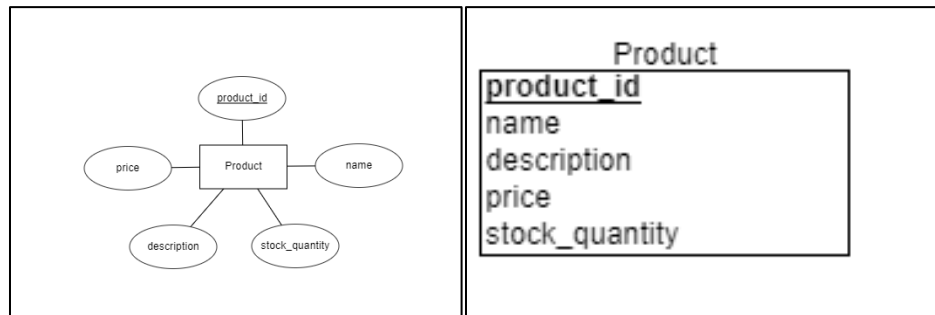 product_id
price
Product
name
description
stock_quantity
Product
product_id
name
description
price
stock_quantity